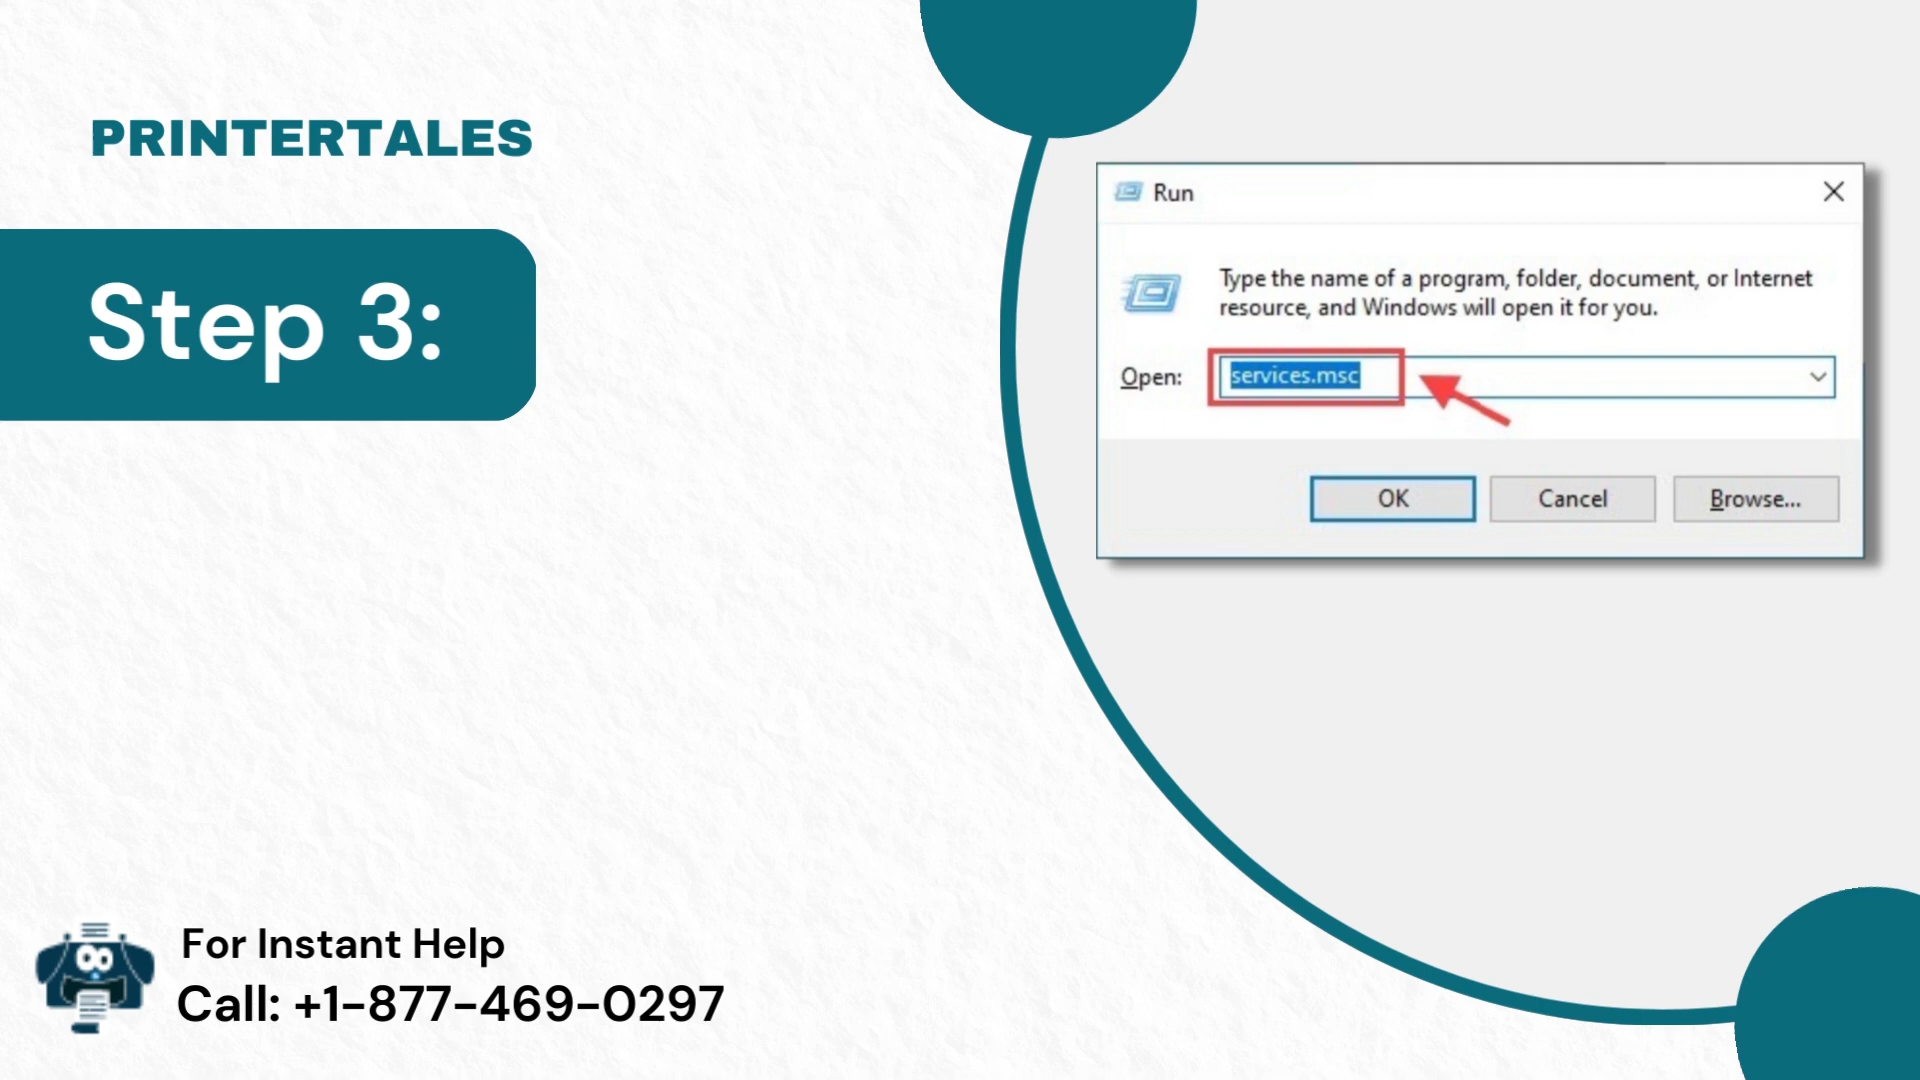 PRINTERTALES
Step 3:
Run
Type the name of a program, folder, document, or Internet
resource, and Windows will open it for you.
Open: services.msc
OK Cancel Browse...
For Instant Help
Call: +1-877-469-0297